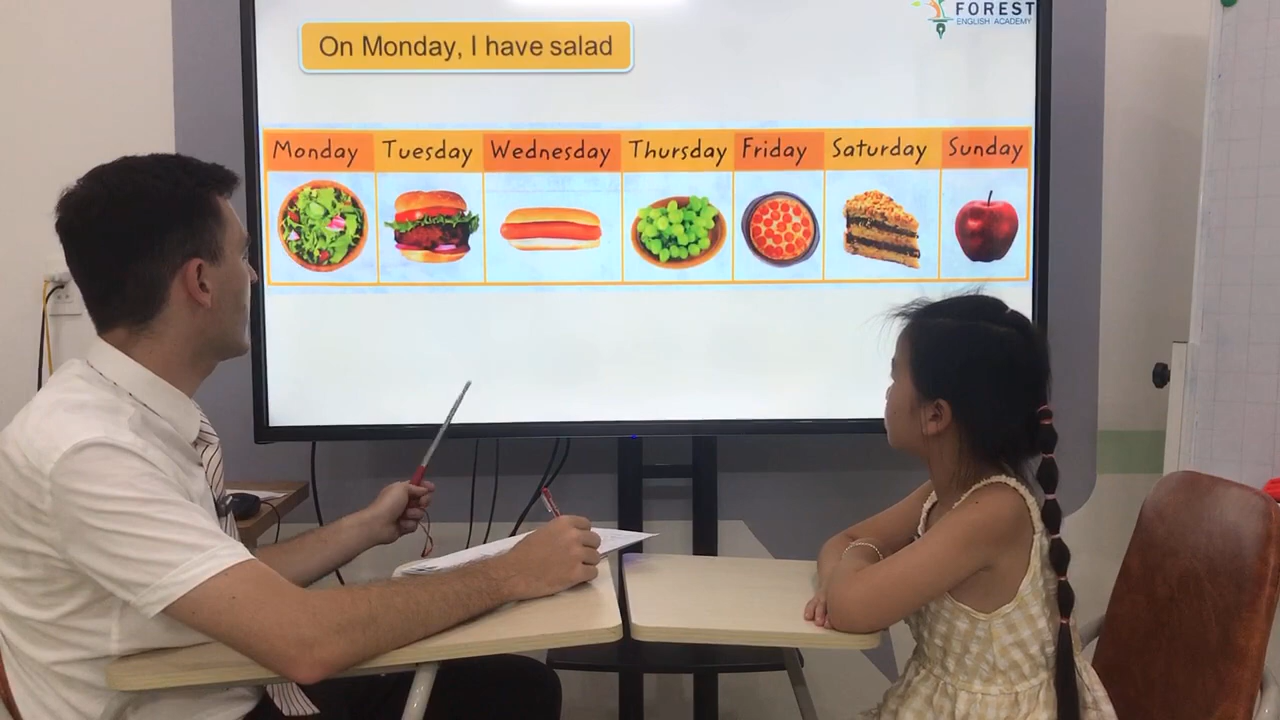 FOREST
ENGLISH ACADEMY
On Monday, I have salad
Monday Tuesday Wednesday Thursday Friday Saturday Sunday